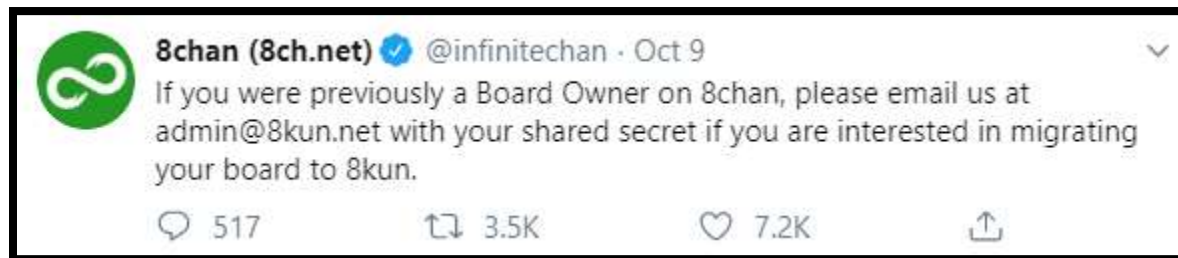 8chan (8ch.net) @infinitechan · Oct 9
If you were previously a Board Owner on 8chan, please email us at
admin@8kun.net with your shared secret if you are interested in migrating
your board to 8kun.
517 3.5K 7.2K